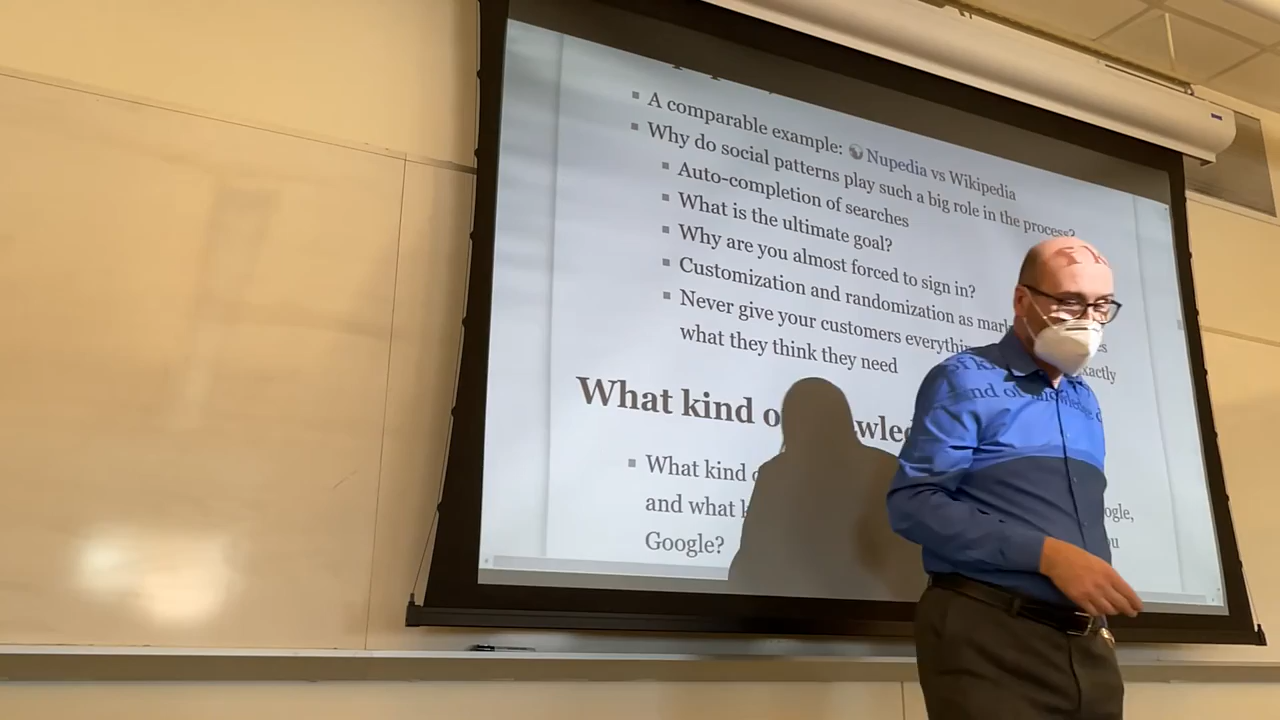 A comparable example: Nupedia vs Wikipedia
Why do social patterns play such a big role in the process?
Auto-completion of searches
What is the ultimate goal?
Why are you almost forced to sign in?
Customization and randomization as
Never give your customers
what they think they need
What kind
What kind
and what
Google?